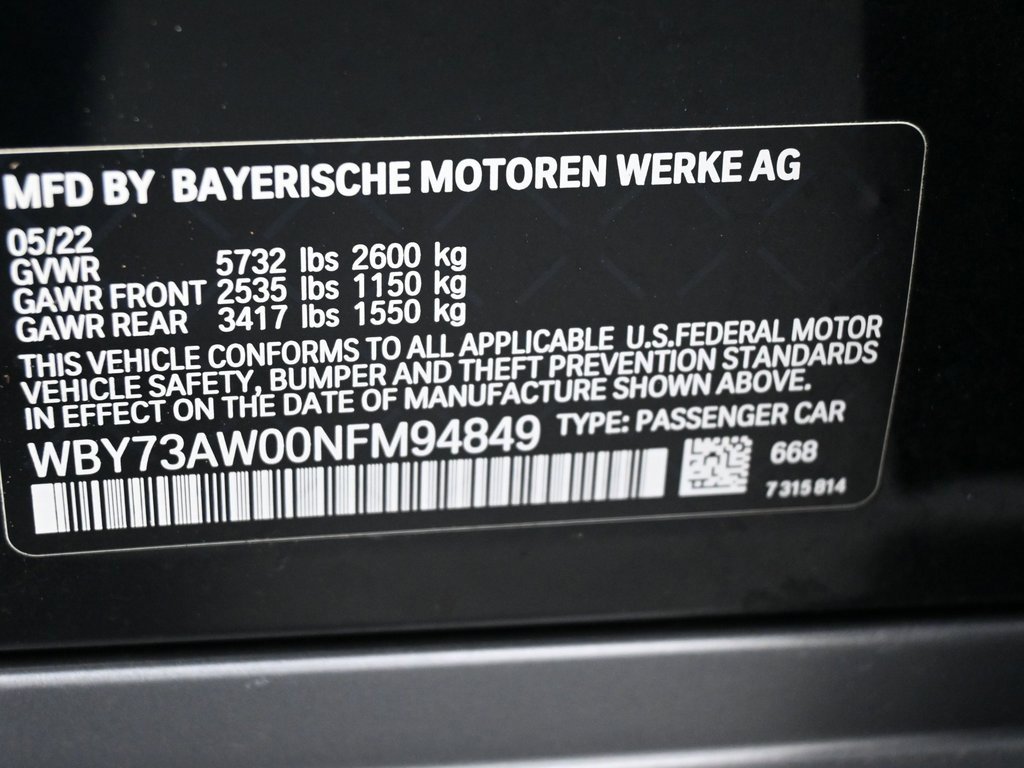 MFD BY BAYERISCHE MOTOREN WERKE AG
05/22
GVWR 5732 lbs 2600 kg
GAWR FRONT 2535 lbs 1150 kg
GAWR REAR 3417 lbs 1550 kg
THIS VEHICLE CONFORMS TO ALL APPLICABLE U.S.FEDERAL MOTOR
VEHICLE SAFETY, BUMPER AND THEFT PREVENTION STANDARDS
IN EFFECT ON THE DATE OF MANUFACTURE SHOWN ABOVE.
WBY73AW00NFM94849 TYPE: PASSENGER CAR
668
7 315 814